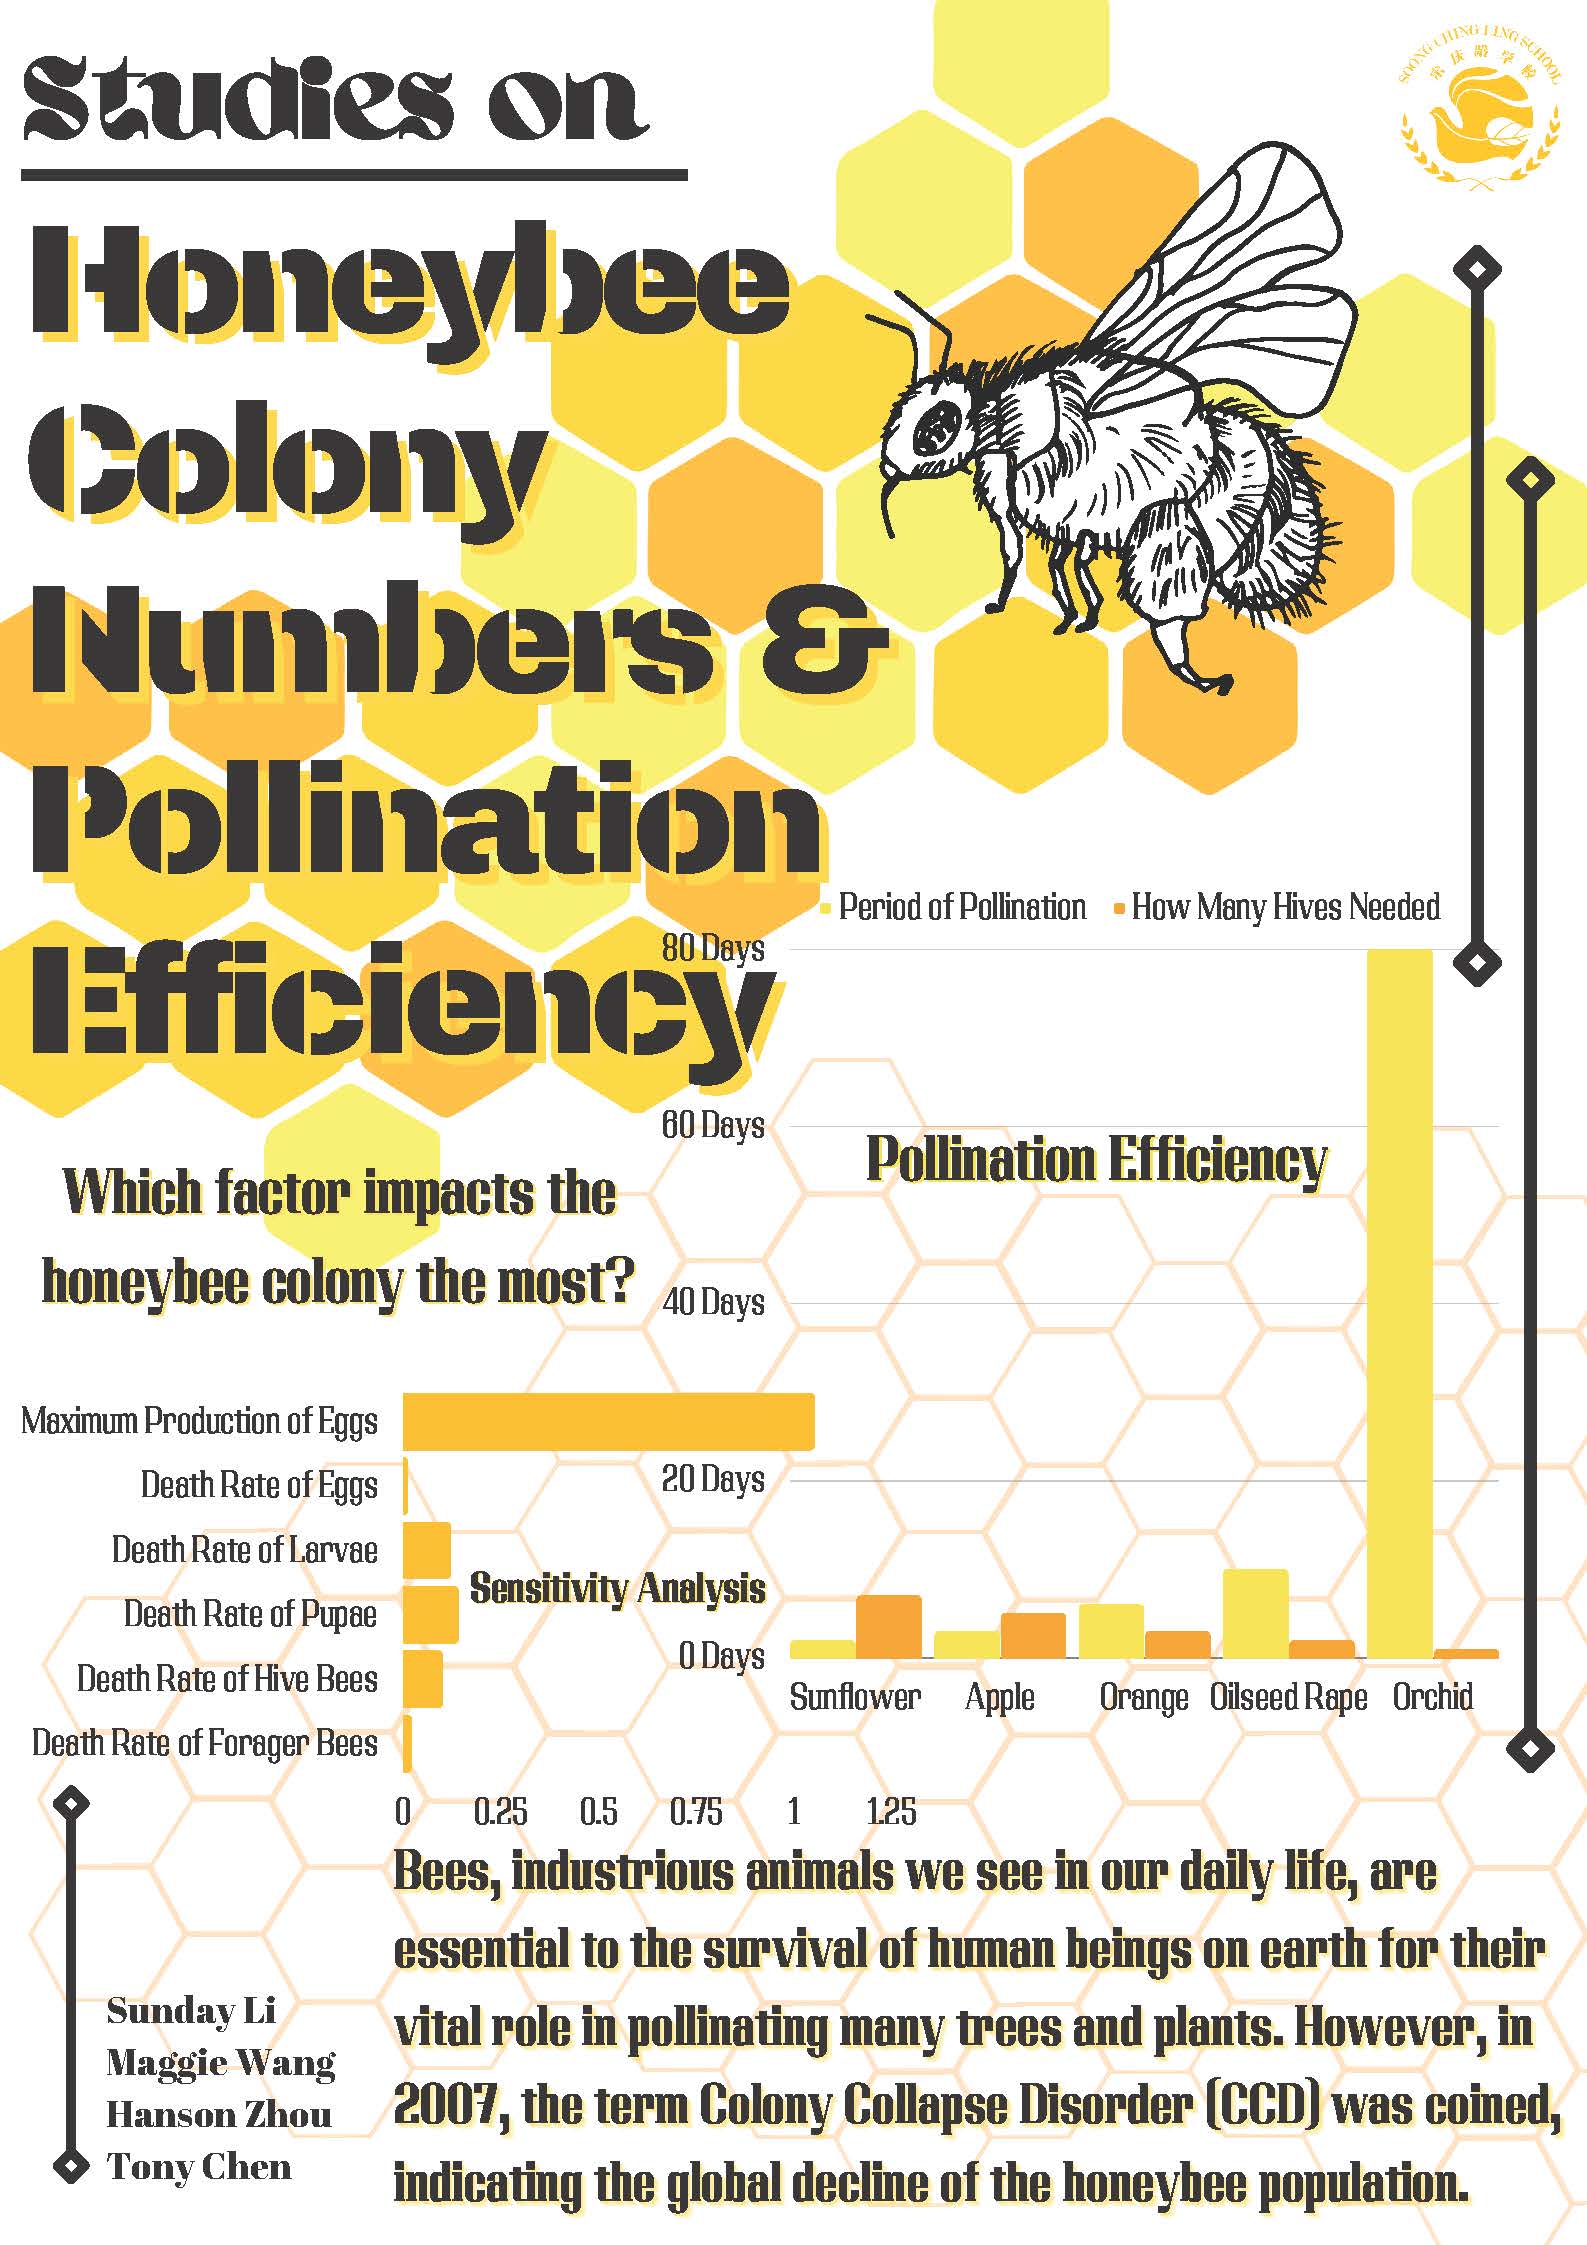 Studies on
SOONG CHING LING SCHOOL
宋庆龄学校
Honeybee
Colony
Numbers &
Pollination
Efficiency
Period of Pollination
How Many Hives Needed
80 Days
60 Days
40 Days
20 Days
0 Days
Pollination Efficiency
Sunflower
Apple
Orange
Oilseed Rape
Orchid
Which factor impacts the
honeybee colony the most?
Maximum Production of Eggs
Death Rate of Eggs
Death Rate of Larvae
Death Rate of Pupae
Death Rate of Hive Bees
Death Rate of Forager Bees
Sensitivity Analysis
0 0.25 0.5 0.75 1 1.25
Bees, industrious animals we see in our daily life, are
essential to the survival of human beings on earth for their
vital role in pollinating many trees and plants. However, in
2007, the term Colony Collapse Disorder (CCD) was coined,
indicating the global decline of the honeybee population.
Sunday Li
Maggie Wang
Hanson Zhou
Tony Chen